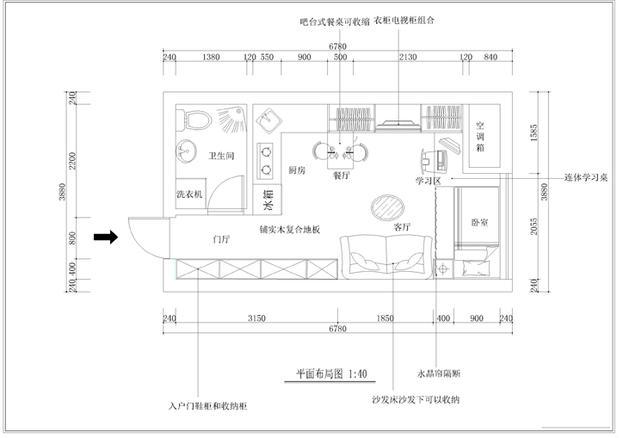 吧台式餐桌可收缩 衣柜电视柜组合
6780
240 1380 120 550 900 500 2130 120 840
240
2200
3880
800
400
240
240
1585
3880
2055
240
卫生间
洗衣机
厨房
冰箱
餐厅
学习区
空调箱
连体学习桌
卧室
客厅
门厅
铺实木复合地板
240 3150 1850 400 900 240
6780
平面布局图 1:40
水晶帘隔断
入户门鞋柜和收纳柜
沙发床沙发下可以收纳